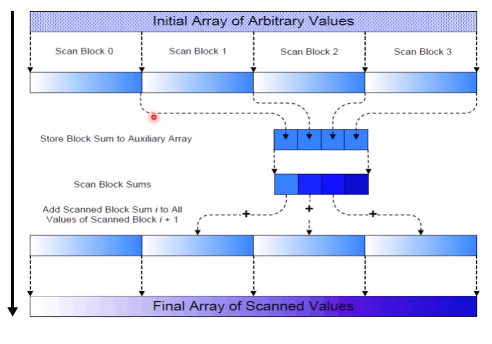 Initial Array of Arbitrary Values
Scan Block 0
Scan Block 1
Scan Block 2
Scan Block 3
Store Block Sum to Auxiliary Array
Scan Block Sums
Add Scanned Block Sum i to All
Values of Scanned Block i + 1
+ + +
Final Array of Scanned Values